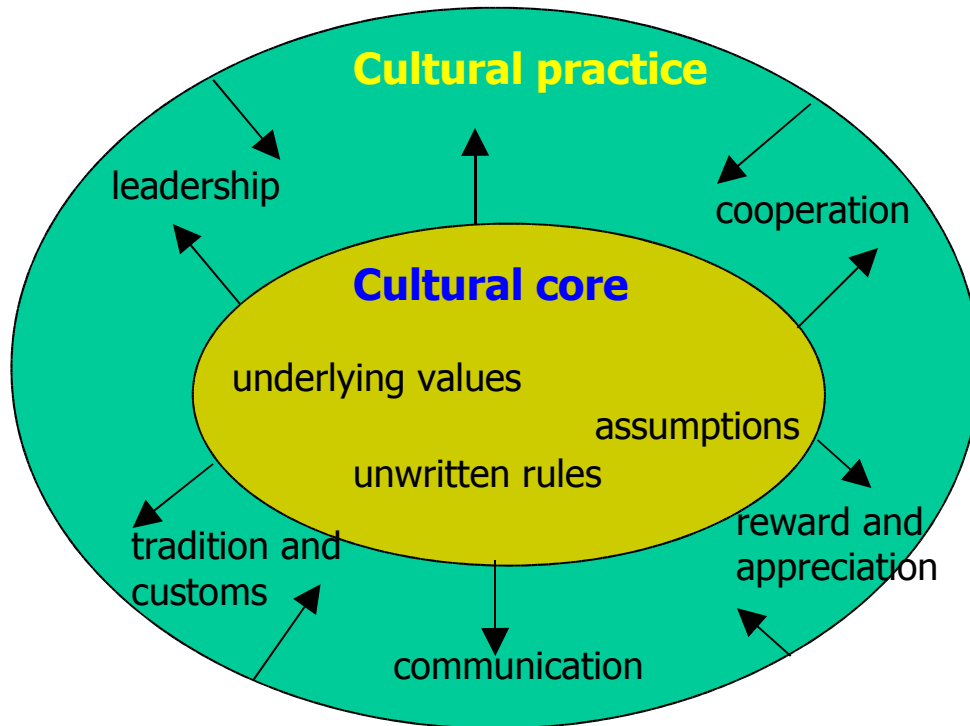 Cultural practice
leadership
cooperation
Cultural core
underlying values
assumptions
unwritten rules
tradition and
customs
reward and
appreciation
communication